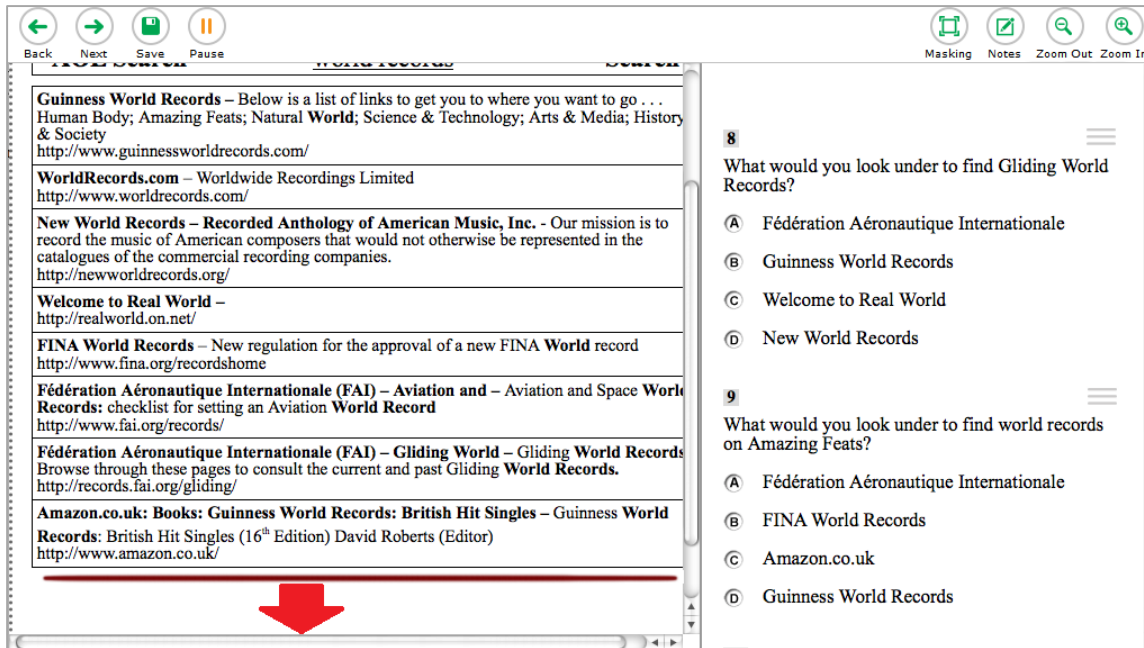 Back Next Save Pause Masking Notes Zoom Out Zoom In
AOL Search World records Search
Guinness World Records – Below is a list of links to get you to where you want to go . . .
Human Body; Amazing Feats; Natural World; Science & Technology; Arts & Media; History
& Society
http://www.guinnessworldrecords.com/
WorldRecords.com – Worldwide Recordings Limited
http://www.worldrecords.com/
New World Records – Recorded Anthology of American Music, Inc. - Our mission is to
record the music of American composers that would not otherwise be represented in the
catalogues of the commercial recording companies.
http://newworldrecords.org/
Welcome to Real World –
http://realworld.on.net/
FINA World Records – New regulation for the approval of a new FINA World record
http://www.fina.org/recordshome
Fédération Aéronautique Internationale (FAI) – Aviation and – Aviation and Space World
Records: checklist for setting an Aviation World Record
http://www.fai.org/records/
Fédération Aéronautique Internationale (FAI) – Gliding World – Gliding World Records
Browse through these pages to consult the current and past Gliding World Records.
http://records.fai.org/gliding/
Amazon.co.uk: Books: Guinness World Records: British Hit Singles – Guinness World
Records: British Hit Singles (16th Edition) David Roberts (Editor)
http://www.amazon.co.uk/
8
What would you look under to find Gliding World
Records?
A Fédération Aéronautique Internationale
B Guinness World Records
C Welcome to Real World
D New World Records
9
What would you look under to find world records
on Amazing Feats?
A Fédération Aéronautique Internationale
B FINA World Records
C Amazon.co.uk
D Guinness World Records